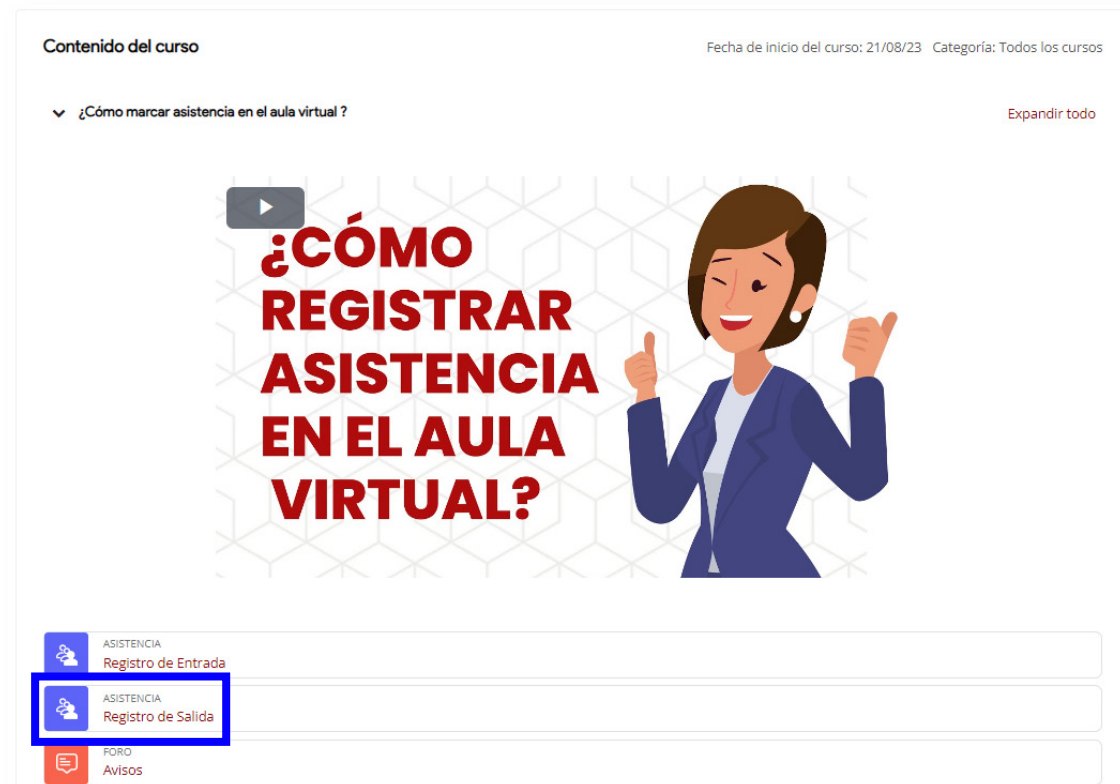 Contenido del curso
Fecha de inicio del curso: 21/08/23 Categoría: Todos los cursos
¿Cómo marcar asistencia en el aula virtual ?
Expandir todo
¿CÓMO
REGISTRAR
ASISTENCIA
EN EL AULA
VIRTUAL?
ASISTENCIA
Registro de Entrada
ASISTENCIA
Registro de Salida
FORO
Avisos